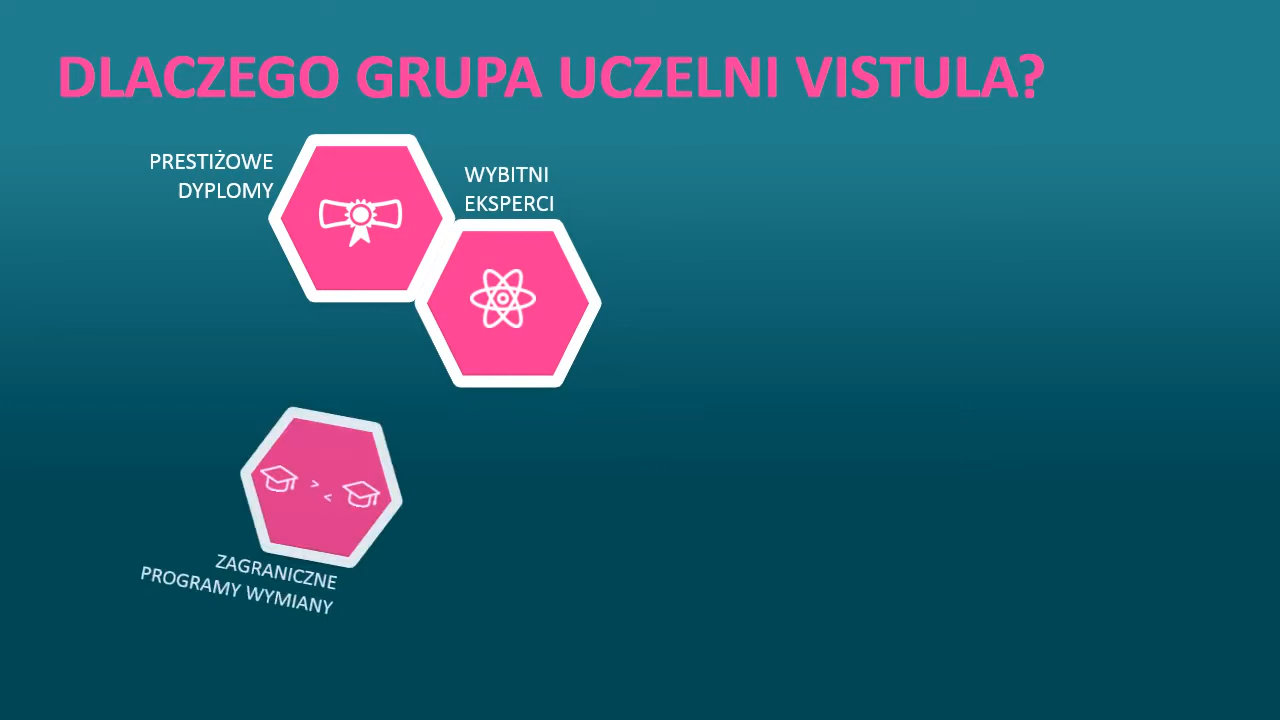 DLACZEGO GRUPA UCZELNI VISTULA?
PRESTIŻOWE
DYPLOMY
WYBITNI
EKSPERCI
ZAGRANICZNE
PROGRAMY WYMIANY